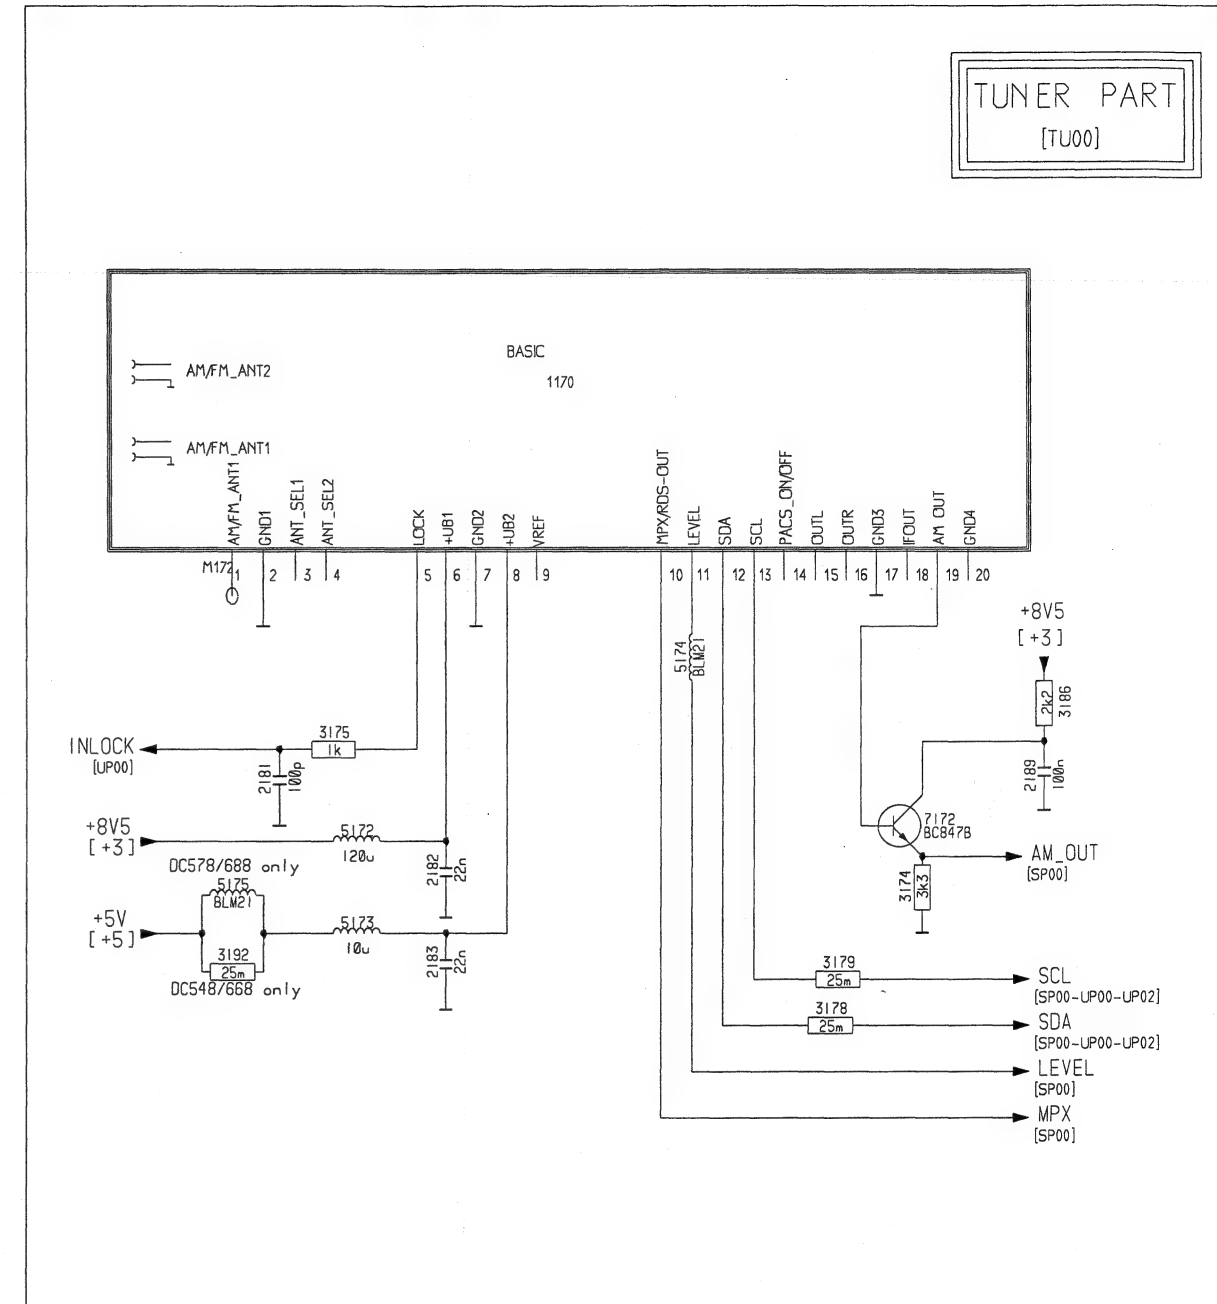 TUNER PART
[TU00]
BASIC
1170
AM/FM_ANT2
AM/FM_ANT1
AM/FM_ANT1
GND1
ANT_SEL1
ANT_SEL2
LOCK
+UB1
GND2
+UB2
VREF
MPX/RDS-OUT
LEVEL
SDA
SCL
PACS_ON/OFF
OUTL
OUTR
GND3
IFOUT
AM OUT
GND4
M172
1
2
3
4
5
6
7
8
9
10
11
12
13
14
15
16
17
18
19
20
+8V5
[+3]
5174
BLM21
2k2
3186
3175
1k
INLOCK
[UP00]
2181
100p
2189
100n
7172
BC847B
+8V5
[+3]
5172
120u
DC578/688 only
5175
BLM21
2182
22n
AM_OUT
[SP00]
3174
3k3
+5V
[+5]
5173
10u
3192
25m
DC548/668 only
2183
22n
3179
25m
SCL
[SP00-UP00-UP02]
3178
25m
SDA
[SP00-UP00-UP02]
LEVEL
[SP00]
MPX
[SP00]